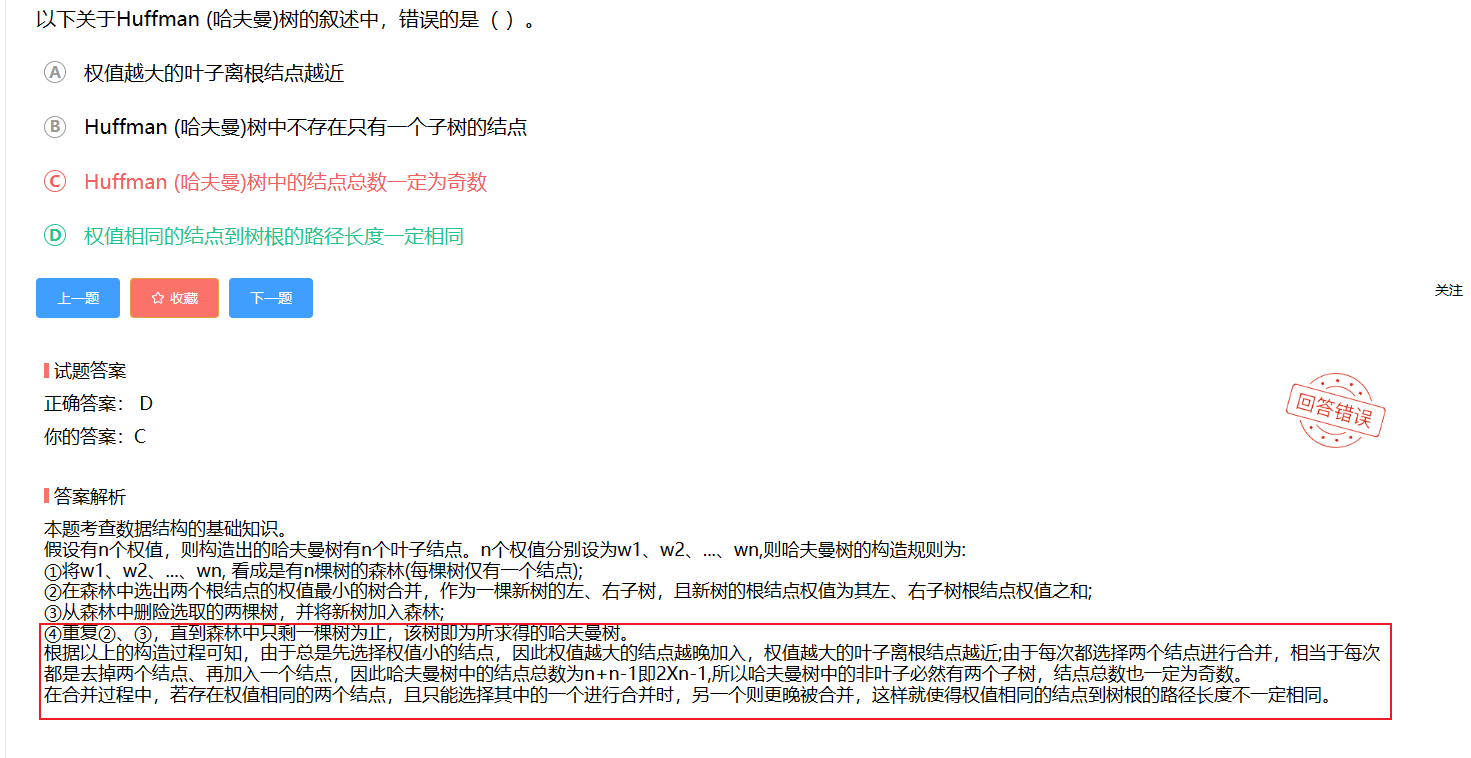 以下关于Huffman (哈夫曼)树的叙述中，错误的是（ ）。
A 权值越大的叶子离根结点越近
B Huffman (哈夫曼)树中不存在只有一个子树的结点
C Huffman (哈夫曼)树中的结点总数一定为奇数
D 权值相同的结点到树根的路径长度一定相同
上一题 收藏 下一题
关注
试题答案
正确答案： D
你的答案：C
回答错误
答案解析
本题考查数据结构的基础知识。
假设有n个权值，则构造出的哈夫曼树有n个叶子结点。n个权值分别设为w1、w2、...、wn,则哈夫曼树的构造规则为:
①将w1、w2、...、wn, 看成是有n棵树的森林(每棵树仅有一个结点);
②在森林中选出两个根结点的权值最小的树合并，作为一棵新树的左、右子树，且新树的根结点权值为其左、右子树根结点权值之和;
③从森林中删险选取的两棵树，并将新树加入森林;
④重复②、③，直到森林中只剩一棵树为止，该树即为所求得的哈夫曼树。
根据以上的构造过程可知，由于总是先选择权值小的结点，因此权值越大的结点越晚加入，权值越大的叶子离根结点越近;由于每次都选择两个结点进行合并，相当于每次
都是去掉两个结点、再加入一个结点，因此哈夫曼树中的结点总数为n+n-1即2Xn-1,所以哈夫曼树中的非叶子必然有两个子树，结点总数也一定为奇数。
在合并过程中，若存在权值相同的两个结点，且只能选择其中的一个进行合并时，另一个则更晚被合并，这样就使得权值相同的结点到树根的路径长度不一定相同。